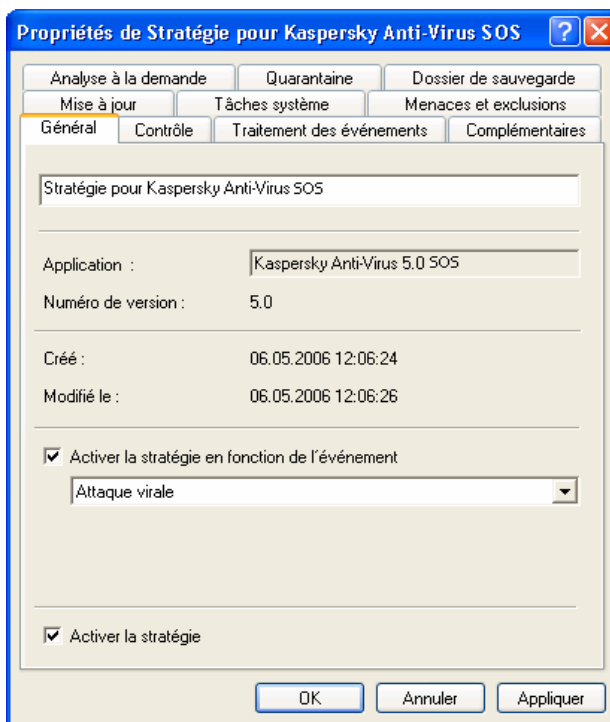 Propriétés de Stratégie pour Kaspersky Anti-Virus SOS
Analyse à la demande Quarantaine Dossier de sauvegarde
Mise à jour Tâches système Menaces et exclusions
Général Contrôle Traitement des événements Complémentaires
Stratégie pour Kaspersky Anti-Virus SOS
Application : Kaspersky Anti-Virus 5.0 SOS
Numéro de version : 5.0
Créé : 06.05.2006 12:06:24
Modifié le : 06.05.2006 12:06:26
Activer la stratégie en fonction de l'événement
Attaque virale
Activer la stratégie
OK Annuler Appliquer